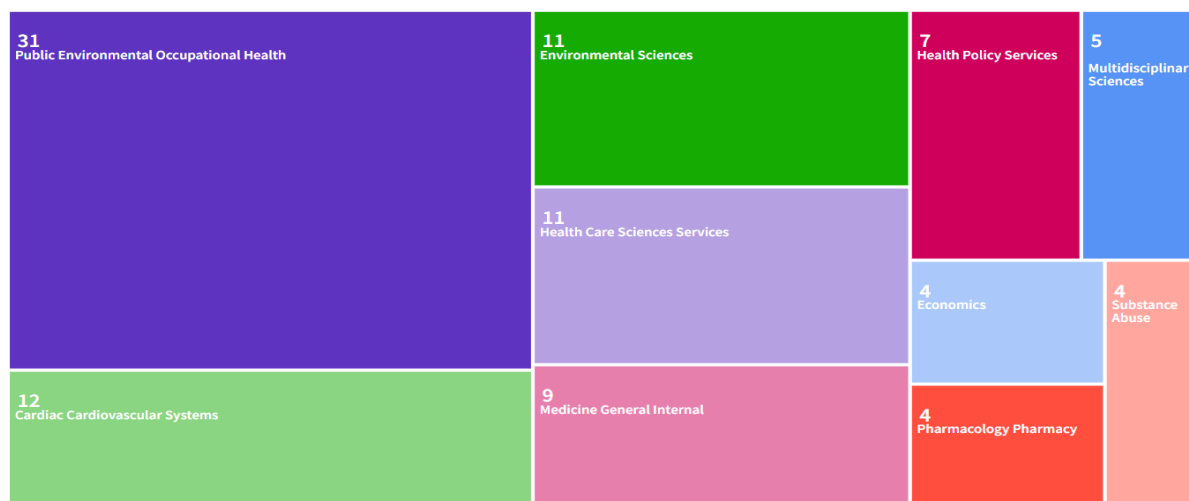 31
Public Environmental Occupational Health
12
Cardiac Cardiovascular Systems
11
Environmental Sciences
11
Health Care Sciences Services
9
Medicine General Internal
7
Health Policy Services
5
Multidisciplinar
Sciences
4
Economics
4
Substance
Abuse
4
Pharmacology Pharmacy